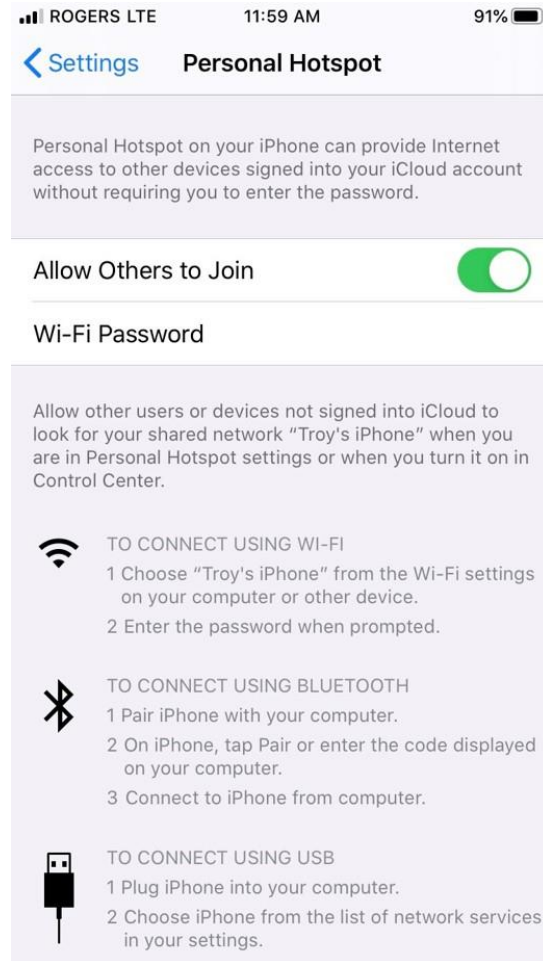 ROGERS LTE 11:59 AM 91%
Settings Personal Hotspot
Personal Hotspot on your iPhone can provide Internet
access to other devices signed into your iCloud account
without requiring you to enter the password.
Allow Others to Join
Wi-Fi Password
Allow other users or devices not signed into iCloud to
look for your shared network “Troy's iPhone” when you
are in Personal Hotspot settings or when you turn it on in
Control Center.
TO CONNECT USING WI-FI
1 Choose “Troy's iPhone” from the Wi-Fi settings
on your computer or other device.
2 Enter the password when prompted.
TO CONNECT USING BLUETOOTH
1 Pair iPhone with your computer.
2 On iPhone, tap Pair or enter the code displayed
on your computer.
3 Connect to iPhone from computer.
TO CONNECT USING USB
1 Plug iPhone into your computer.
2 Choose iPhone from the list of network services
in your settings.